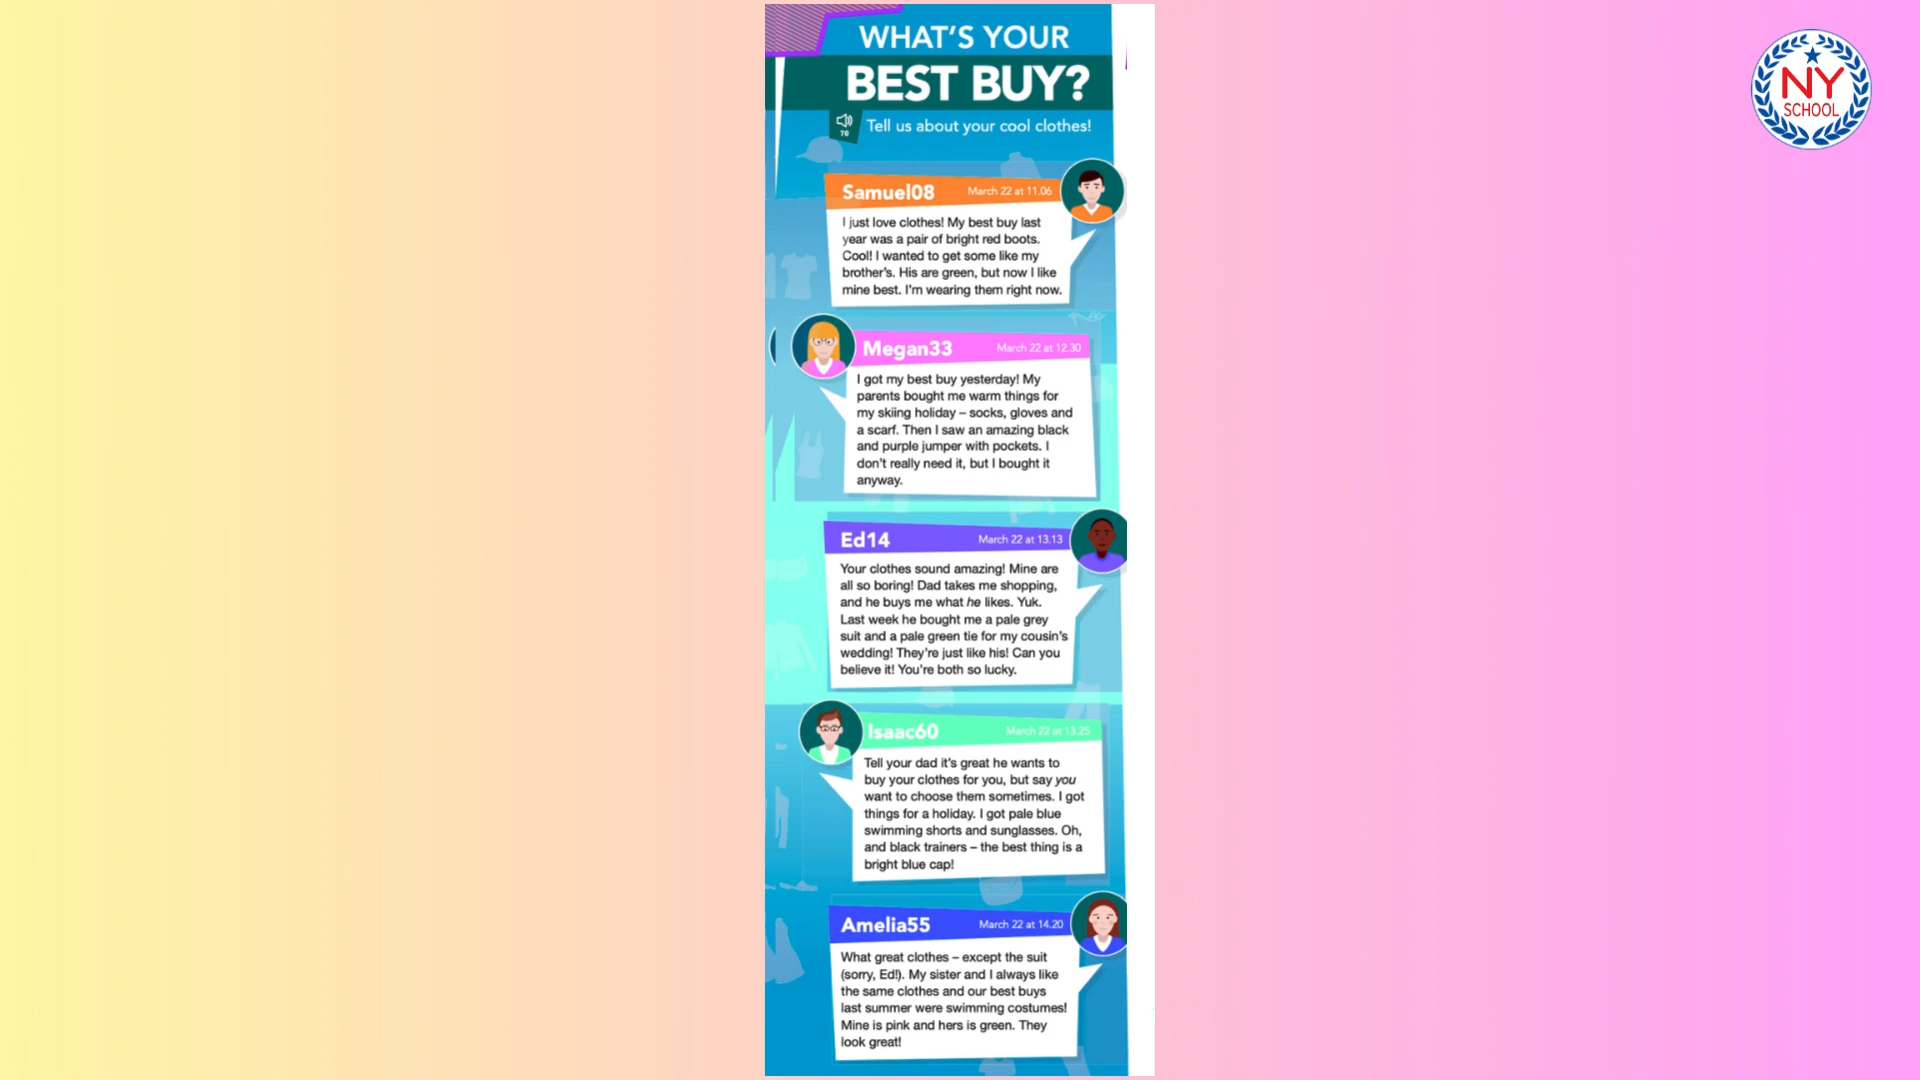 WHAT'S YOUR
BEST BUY?
76
Tell us about your cool clothes!
NY
SCHOOL
Samuel08 March 22 at 11.06
I just love clothes! My best buy last
year was a pair of bright red boots.
Cool! I wanted to get some like my
brother's. His are green, but now I like
mine best. I'm wearing them right now.
Megan33 March 22 at 12.30
I got my best buy yesterday! My
parents bought me warm things for
my skiing holiday – socks, gloves and
a scarf. Then I saw an amazing black
and purple jumper with pockets. I
don't really need it, but I bought it
anyway.
Ed14 March 22 at 13.13
Your clothes sound amazing! Mine are
all so boring! Dad takes me shopping,
and he buys me what he likes. Yuk.
Last week he bought me a pale grey
suit and a pale green tie for my cousin's
wedding! They're just like his! Can you
believe it! You're both so lucky.
Isaac60 March 22 at 13.25
Tell your dad it's great he wants to
buy your clothes for you, but say you
want to choose them sometimes. I got
things for a holiday. I got pale blue
swimming shorts and sunglasses. Oh,
and black trainers – the best thing is a
bright blue cap!
Amelia55 March 22 at 14.20
What great clothes – except the suit
(sorry, Ed!). My sister and I always like
the same clothes and our best buys
last summer were swimming costumes!
Mine is pink and hers is green. They
look great!